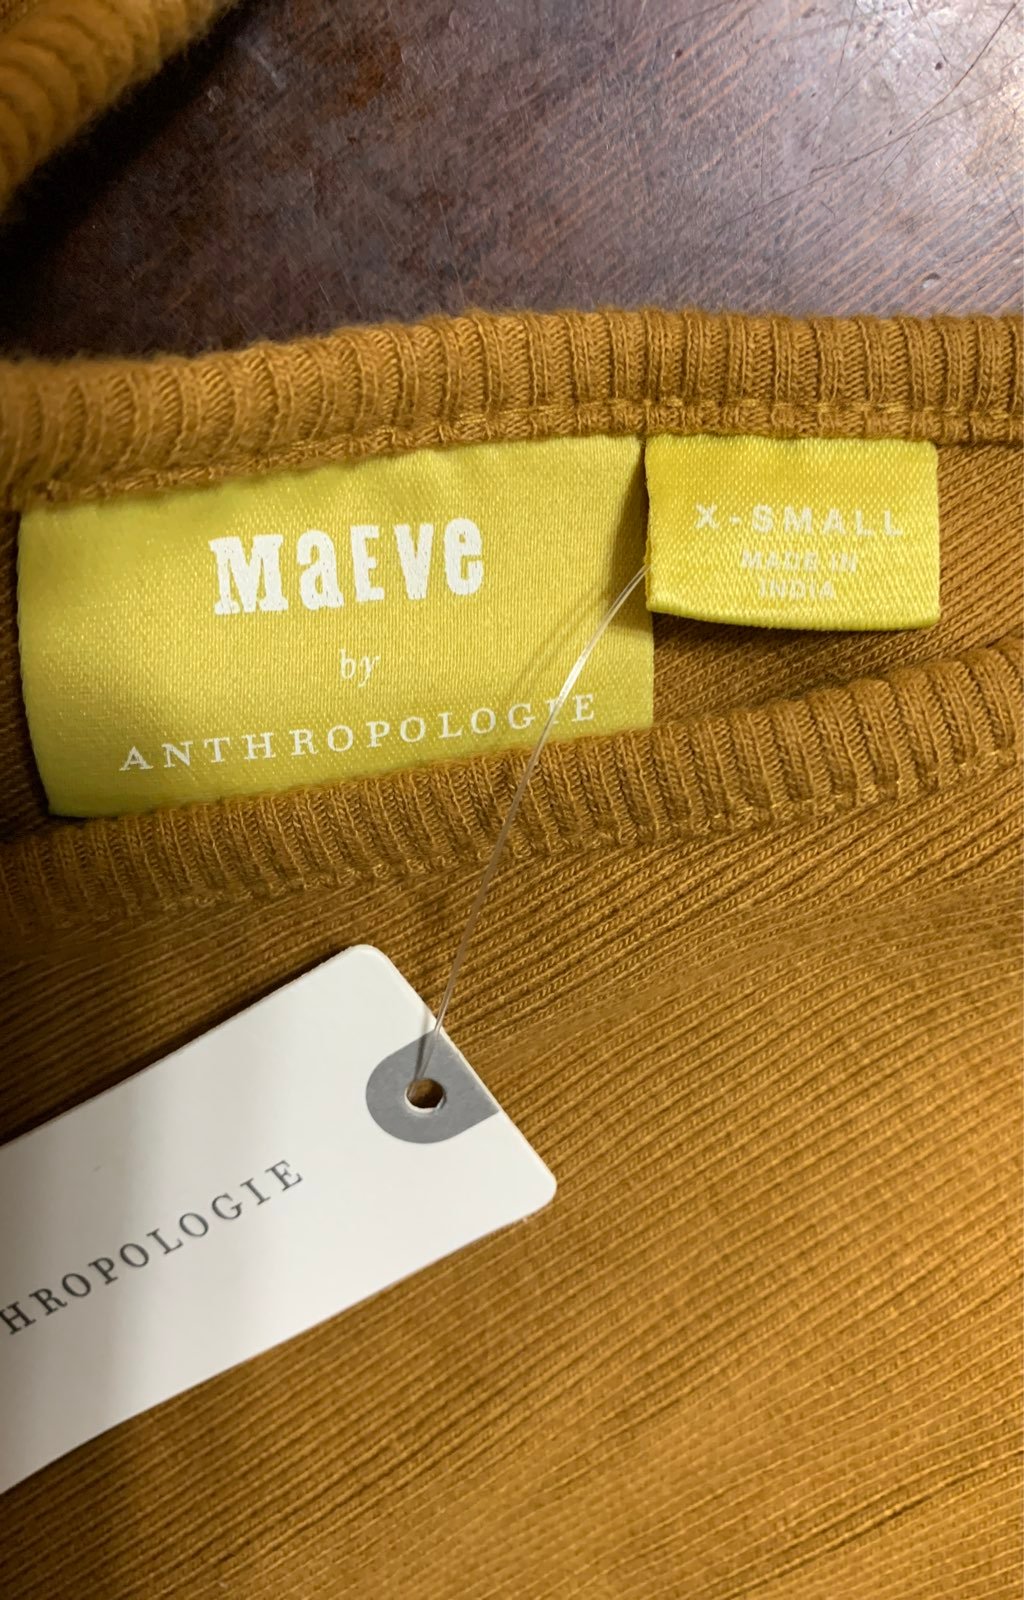 MaEve
by
ANTHROPOLOGIE
X-SMALL
MADE IN
INDIA
HROPOLOGIE